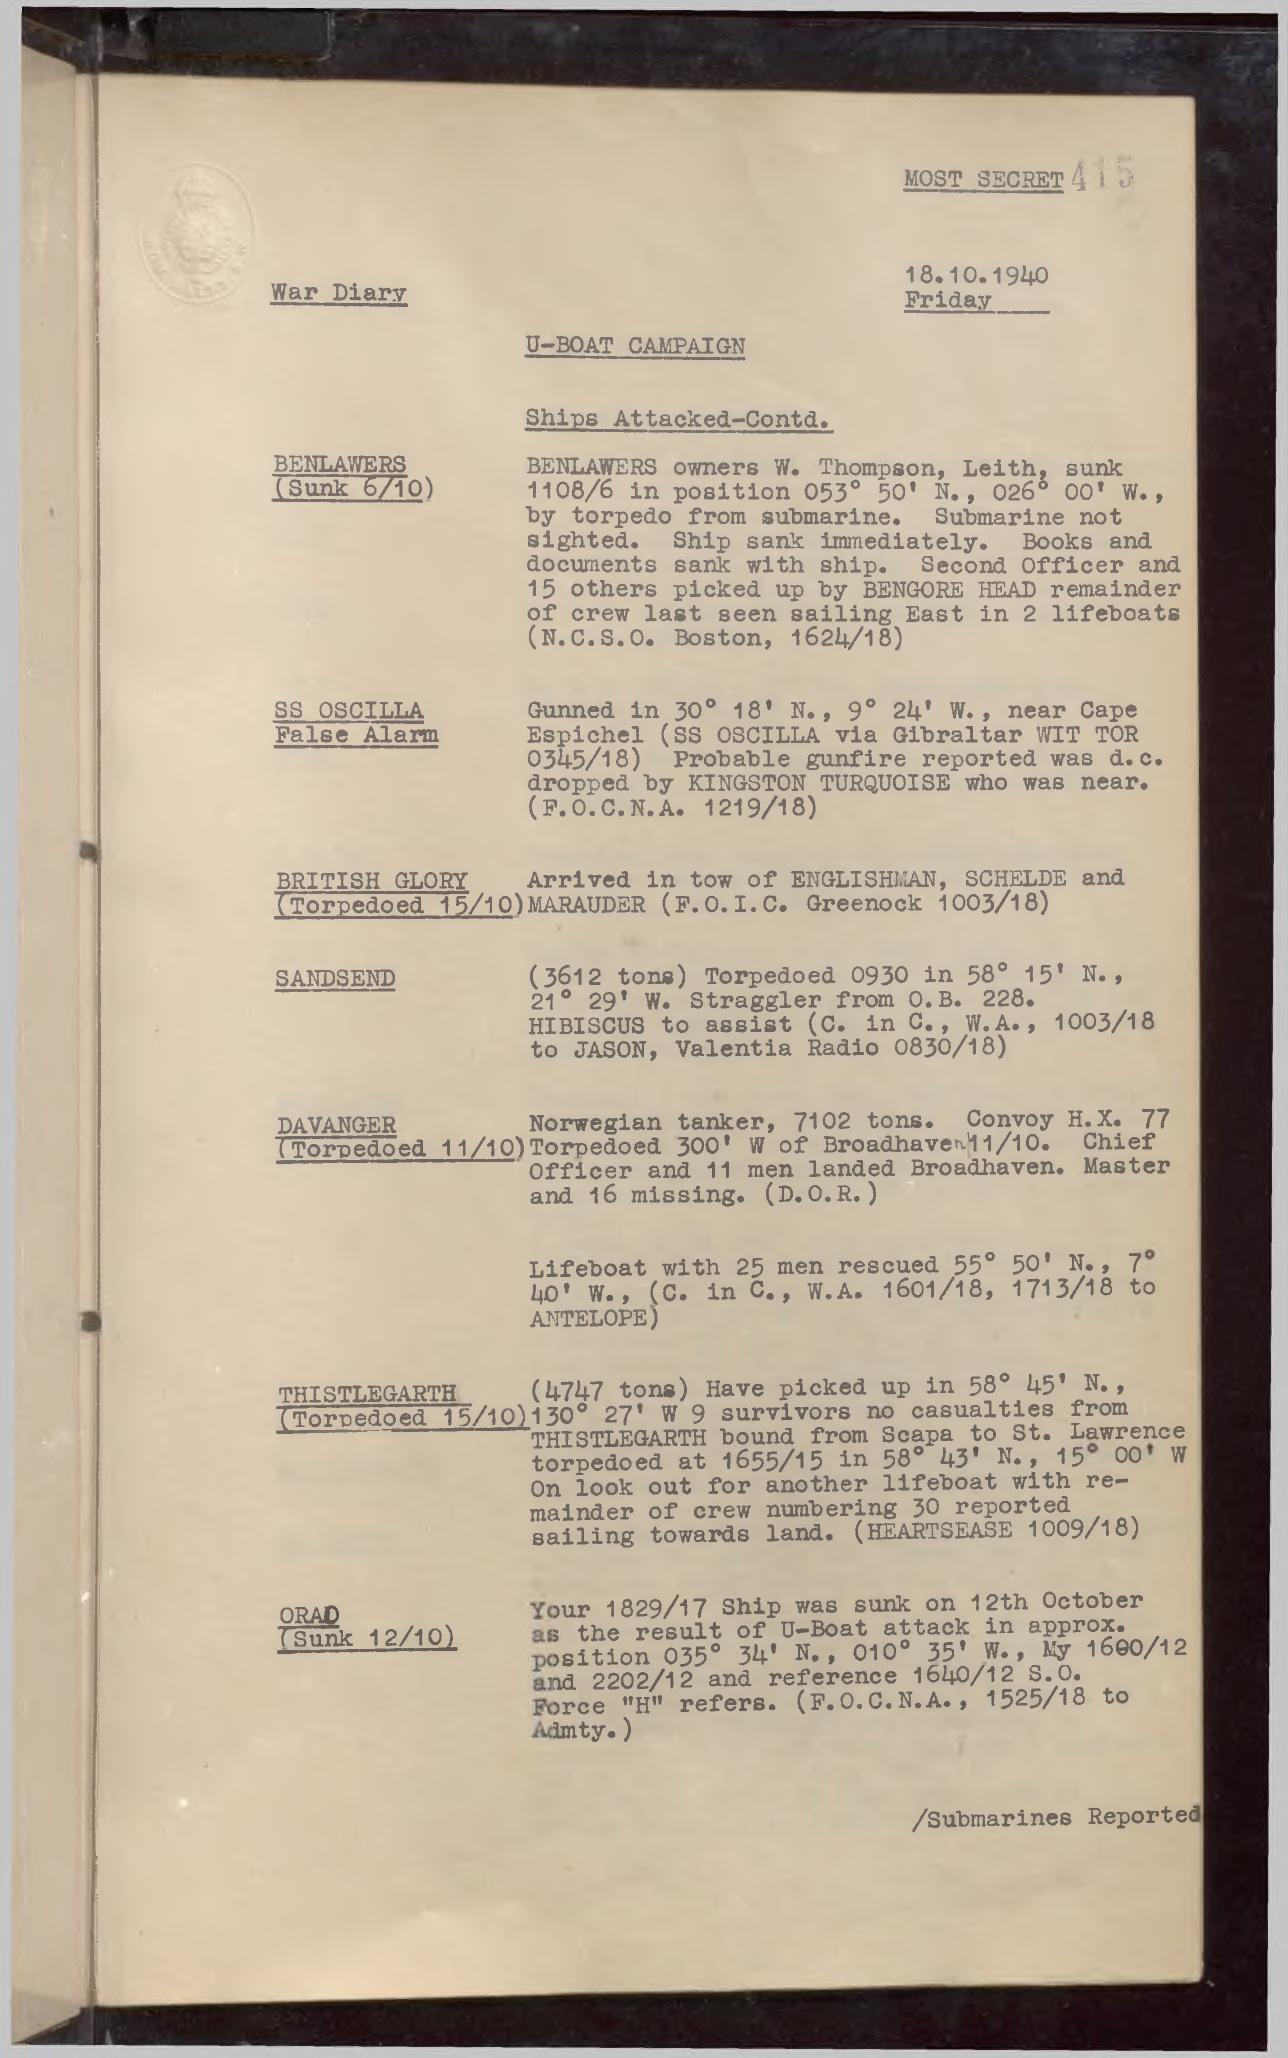 MOST SECRET 415
18.10.1940
War Diary
Friday
U-BOAT CAMPAIGN
Ships Attacked-Contd.
BENLAWERS
(Sunk 6/10)
BENLAWERS owners W. Thompson, Leith, sunk
1108/6 in position 053° 50' N., 026° 00' W.,
by torpedo from submarine. Submarine not
sighted. Ship sank immediately. Books and
documents sank with ship. Second Officer and
15 others picked up by BENGORE HEAD remainder
of crew last seen sailing East in 2 lifeboats
(N.C.S.O. Boston, 1624/18)
SS OSCILLA
False Alarm
Gunned in 30° 18' N., 9° 24' W., near Cape
Espichel (SS OSCILLA via Gibraltar WIT TOR
0345/18) Probable gunfire reported was d.c.
dropped by KINGSTON TURQUOISE who was near.
(F.O.C.N.A. 1219/18)
BRITISH GLORY
(Torpedoed 15/10)
Arrived in tow of ENGLISHMAN, SCHELDE and
MARAUDER (F.O.I.C. Greenock 1003/18)
SANDSEND
(3612 tons) Torpedoed 0930 in 58° 15' N.,
21° 29' W. Straggler from O.B. 228.
HIBISCUS to assist (C. in C., W.A., 1003/18
to JASON, Valentia Radio 0830/18)
DAVANGER
(Torpedoed 11/10)
Norwegian tanker, 7102 tons. Convoy H.X. 77
Torpedoed 300' W of Broadhaven 11/10. Chief
Officer and 11 men landed Broadhaven. Master
and 16 missing. (D.O.R.)
Lifeboat with 25 men rescued 55° 50' N., 7°
40' W., (C. in C., W.A. 1601/18, 1713/18 to
ANTELOPE)
THISTLEGARTH
(Torpedoed 15/10)
(4747 tons) Have picked up in 58° 45' N.,
130° 27' W 9 survivors no casualties from
THISTLEGARTH bound from Scapa to St. Lawrence
torpedoed at 1655/15 in 58° 43' N., 15° 00' W
On look out for another lifeboat with re-
mainder of crew numbering 30 reported
sailing towards land. (HEARTSEASE 1009/18)
ORAO
(Sunk 12/10)
Your 1829/17 Ship was sunk on 12th October
as the result of U-Boat attack in approx.
position 035° 34' N., 010° 35' W., My 1600/12
and 2202/12 and reference 1640/12 S.O.
Force "H" refers. (F.O.C.N.A., 1525/18 to
Admty.)
/Submarines Reported